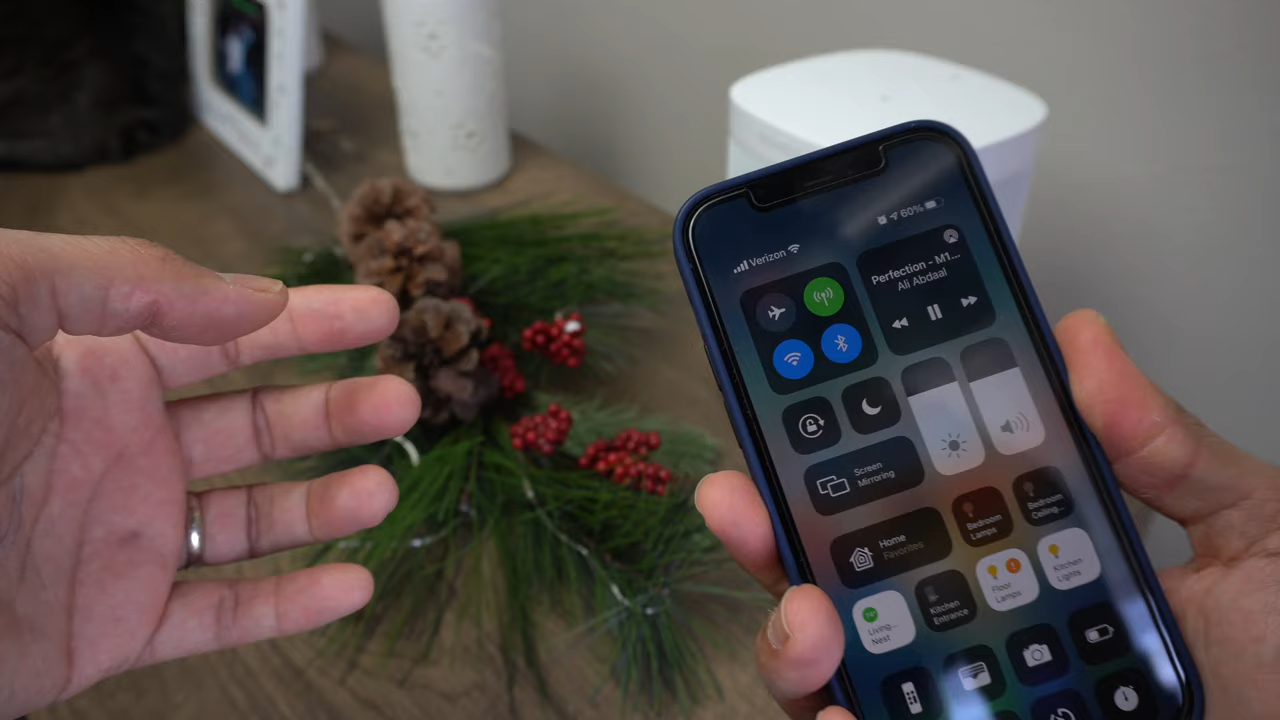 Verizon
60%
Perfection - M1...
Ali Abdaal
Screen
Mirroring
Home
Favorites
Bedroom
Lamps
Bedroom
Ceiling...
Living...
Nest
Kitchen
Entrance
Floor
Lamps
Kitchen
Lights